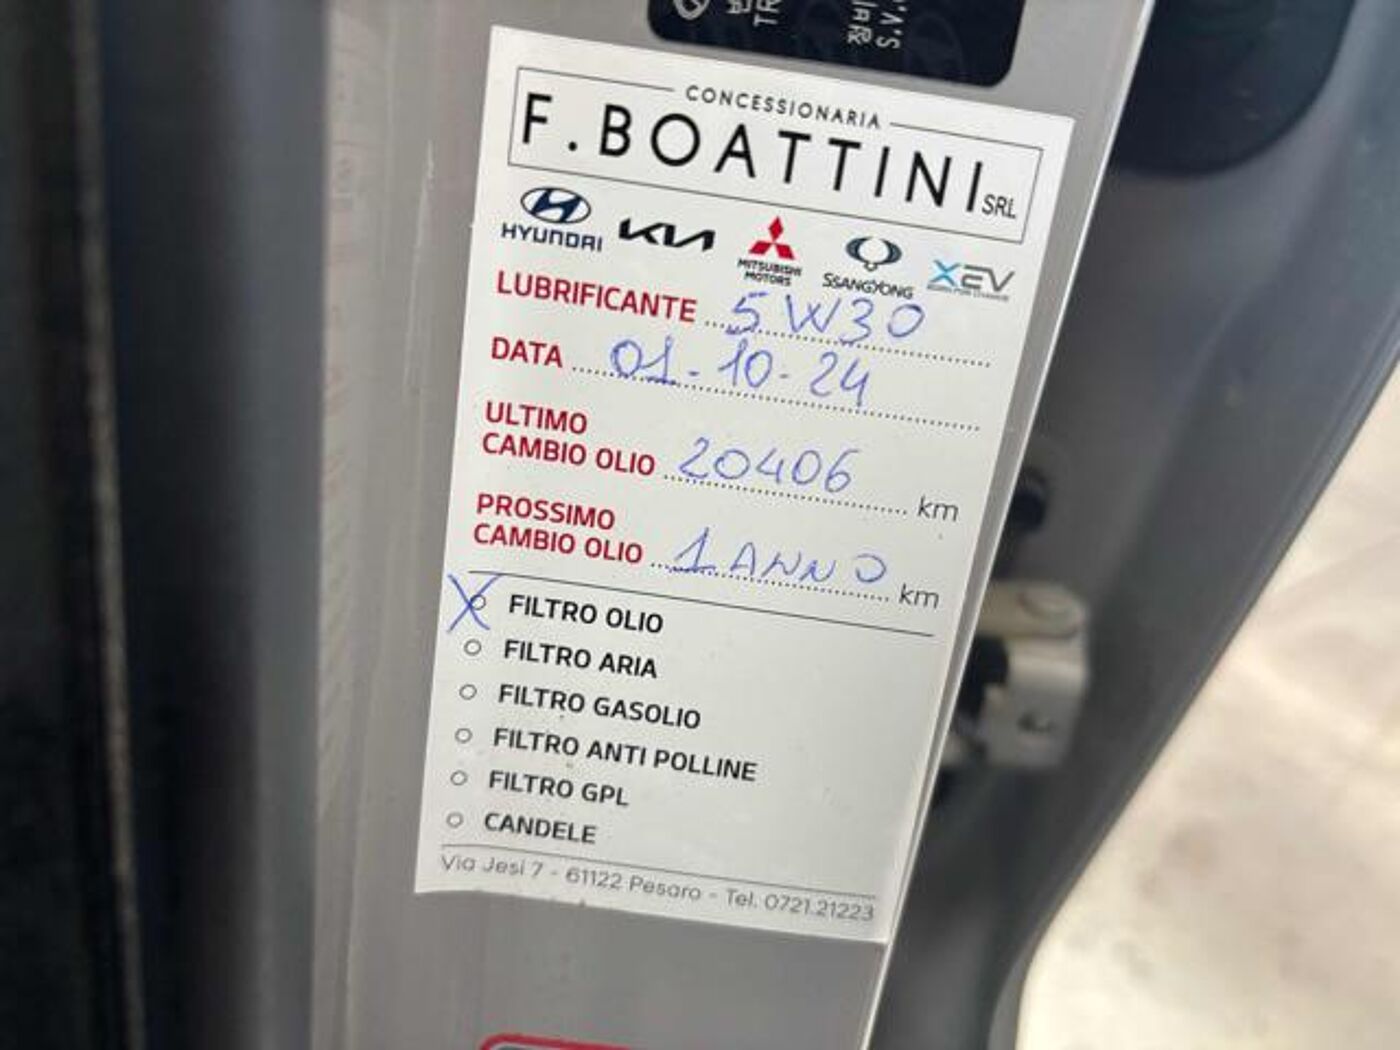 CONCESSIONARIA
F.BOATTINI SRL
HYUNDAI KIA MITSUBISHI MOTORS SSANGYONG XEV
LUBRIFICANTE 5W30
DATA 01-10-24
ULTIMO
CAMBIO OLIO 20406 km
PROSSIMO
CAMBIO OLIO 1 ANNO km
X FILTRO OLIO
FILTRO ARIA
FILTRO GASOLIO
FILTRO ANTI POLLINE
FILTRO GPL
CANDELE
Via Jesi 7 - 61122 Pesaro - Tel. 0721.21223